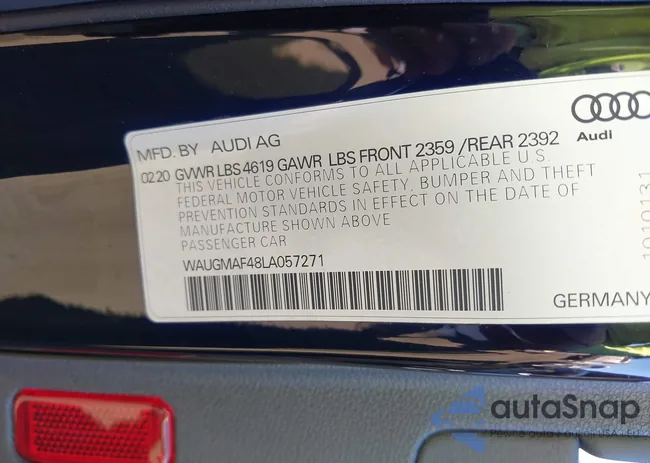 MFD. BY AUDI AG
Audi
02 20 GVWR LBS 4619 GAWR LBS FRONT 2359 /REAR 2392
THIS VEHICLE CONFORMS TO ALL APPLICABLE U.S.
FEDERAL MOTOR VEHICLE SAFETY, BUMPER AND THEFT
PREVENTION STANDARDS IN EFFECT ON THE DATE OF
MANUFACTURE SHOWN ABOVE
PASSENGER CAR
WAUGMAF48LA057271
GERMANY
1010131
autaSnap